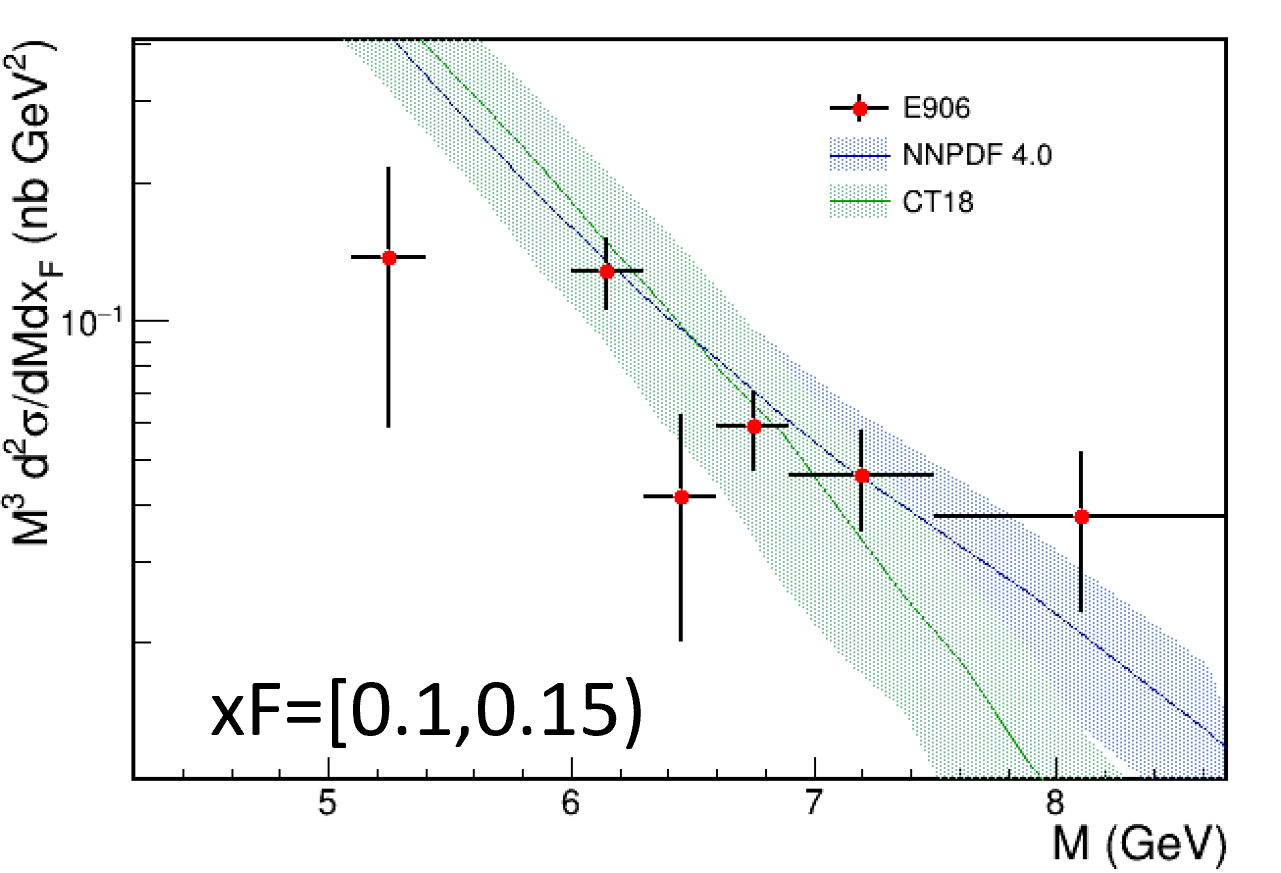 M³ d²σ/dMdx_F (nb GeV²)
10⁻¹
E906
NNPDF 4.0
CT18
xF=[0.1,0.15)
5 6 7 8
M (GeV)